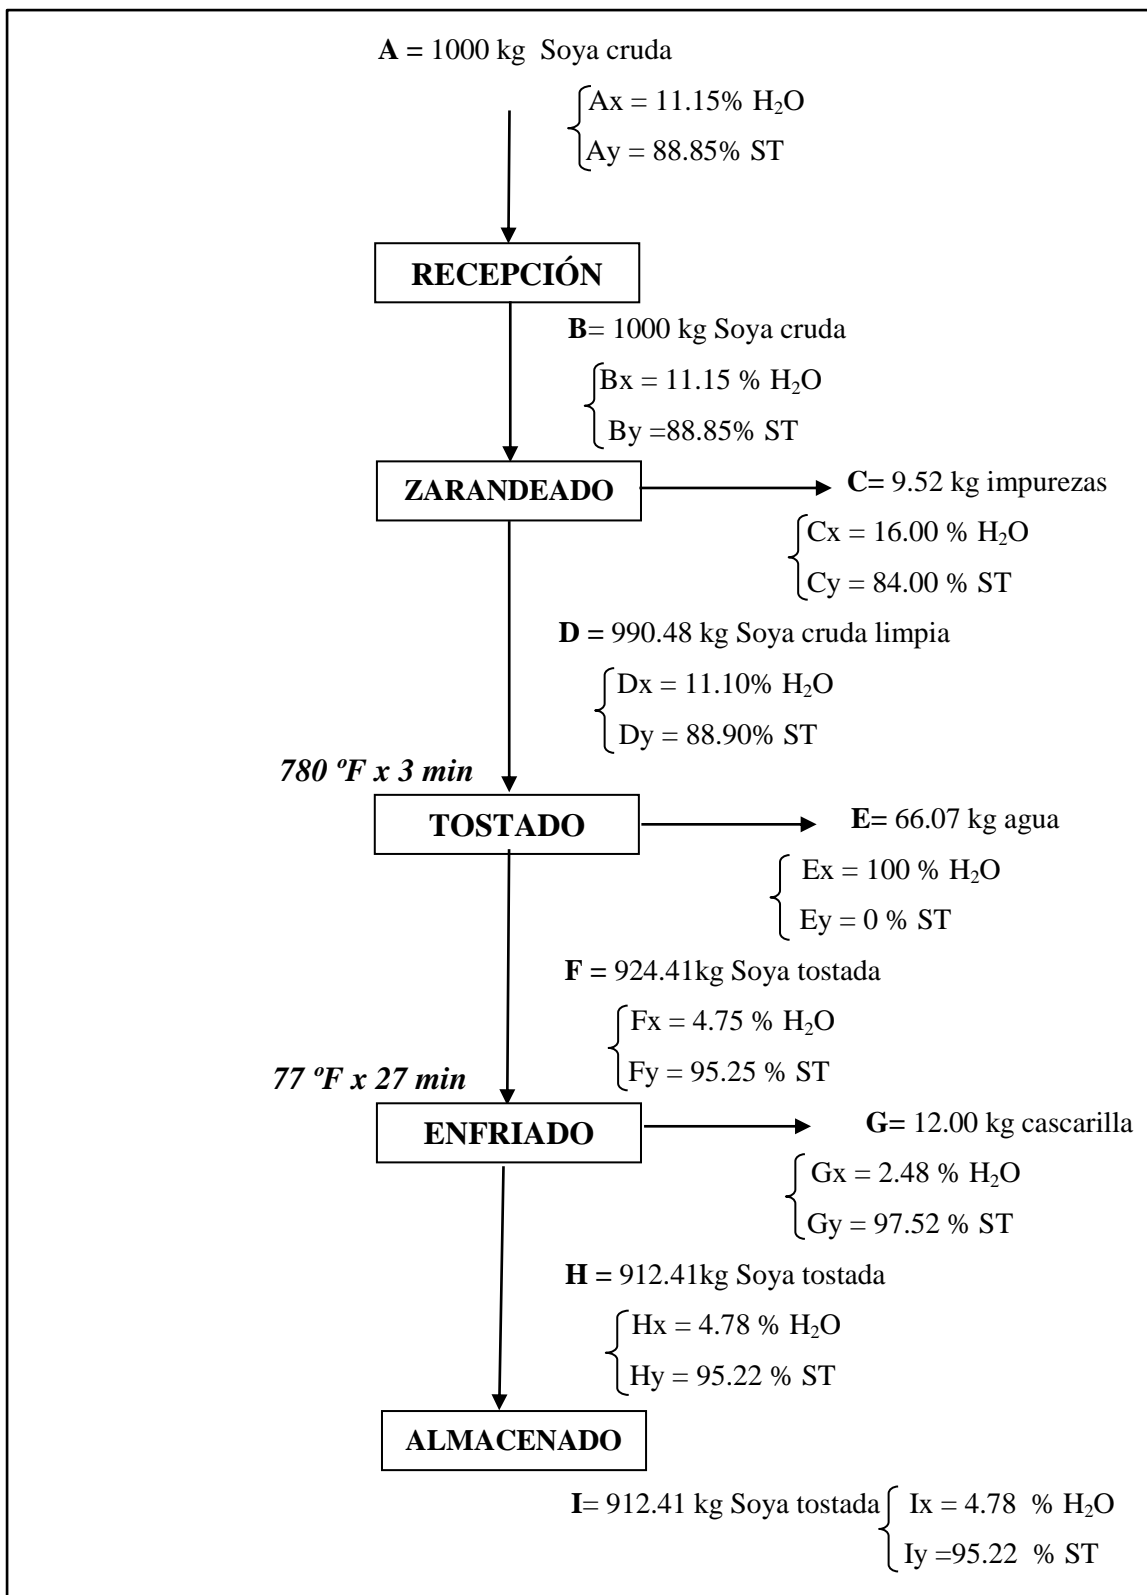 A = 1000 kg  Soya cruda
Ax = 11.15% H₂O
Ay = 88.85% ST
RECEPCIÓN
B= 1000 kg Soya cruda
Bx = 11.15 % H₂O
By =88.85% ST
ZARANDEADO
C= 9.52 kg impurezas
Cx = 16.00 % H₂O
Cy = 84.00 % ST
D = 990.48 kg Soya cruda limpia
Dx = 11.10% H₂O
Dy = 88.90% ST
780 ºF x 3 min
TOSTADO
E= 66.07 kg agua
Ex = 100 % H₂O
Ey = 0 % ST
F = 924.41kg Soya tostada
Fx = 4.75 % H₂O
Fy = 95.25 % ST
77 ºF x 27 min
ENFRIADO
G= 12.00 kg cascarilla
Gx = 2.48 % H₂O
Gy = 97.52 % ST
H = 912.41kg Soya tostada
Hx = 4.78 % H₂O
Hy = 95.22 % ST
ALMACENADO
I= 912.41 kg Soya tostada
Ix = 4.78  % H₂O
Iy =95.22  % ST